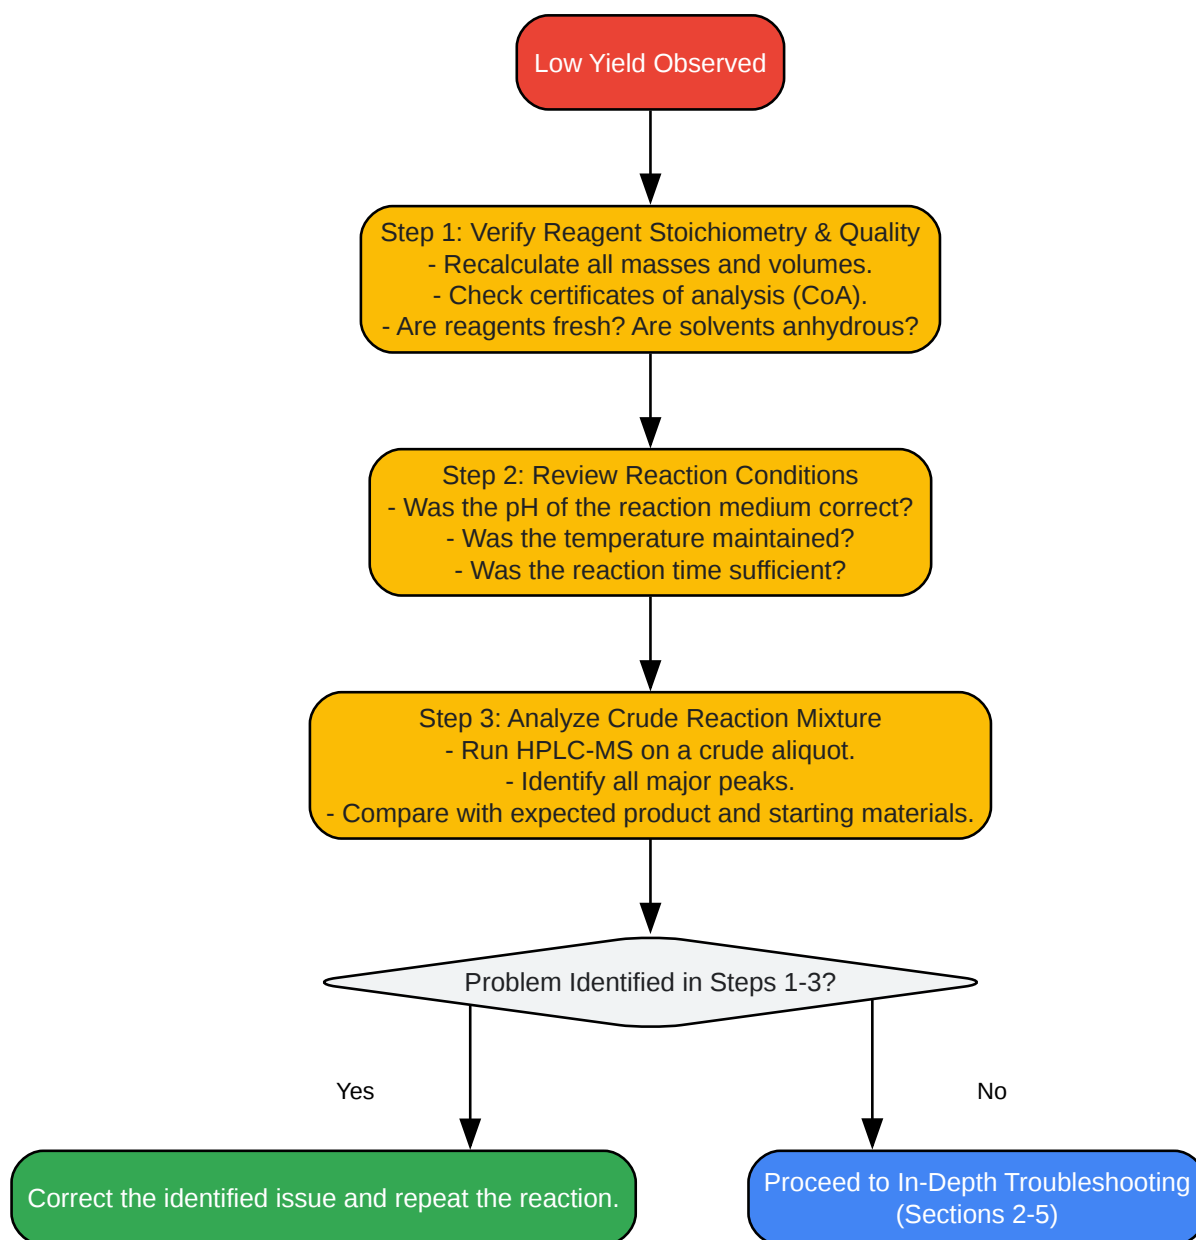 Low Yield Observed
Step 1: Verify Reagent Stoichiometry & Quality
- Recalculate all masses and volumes.
- Check certificates of analysis (CoA).
- Are reagents fresh? Are solvents anhydrous?
Step 2: Review Reaction Conditions
- Was the pH of the reaction medium correct?
- Was the temperature maintained?
- Was the reaction time sufficient?
Step 3: Analyze Crude Reaction Mixture
- Run HPLC-MS on a crude aliquot.
- Identify all major peaks.
- Compare with expected product and starting materials.
Problem Identified in Steps 1-3?
Yes
No
Correct the identified issue and repeat the reaction.
Proceed to In-Depth Troubleshooting
(Sections 2-5)